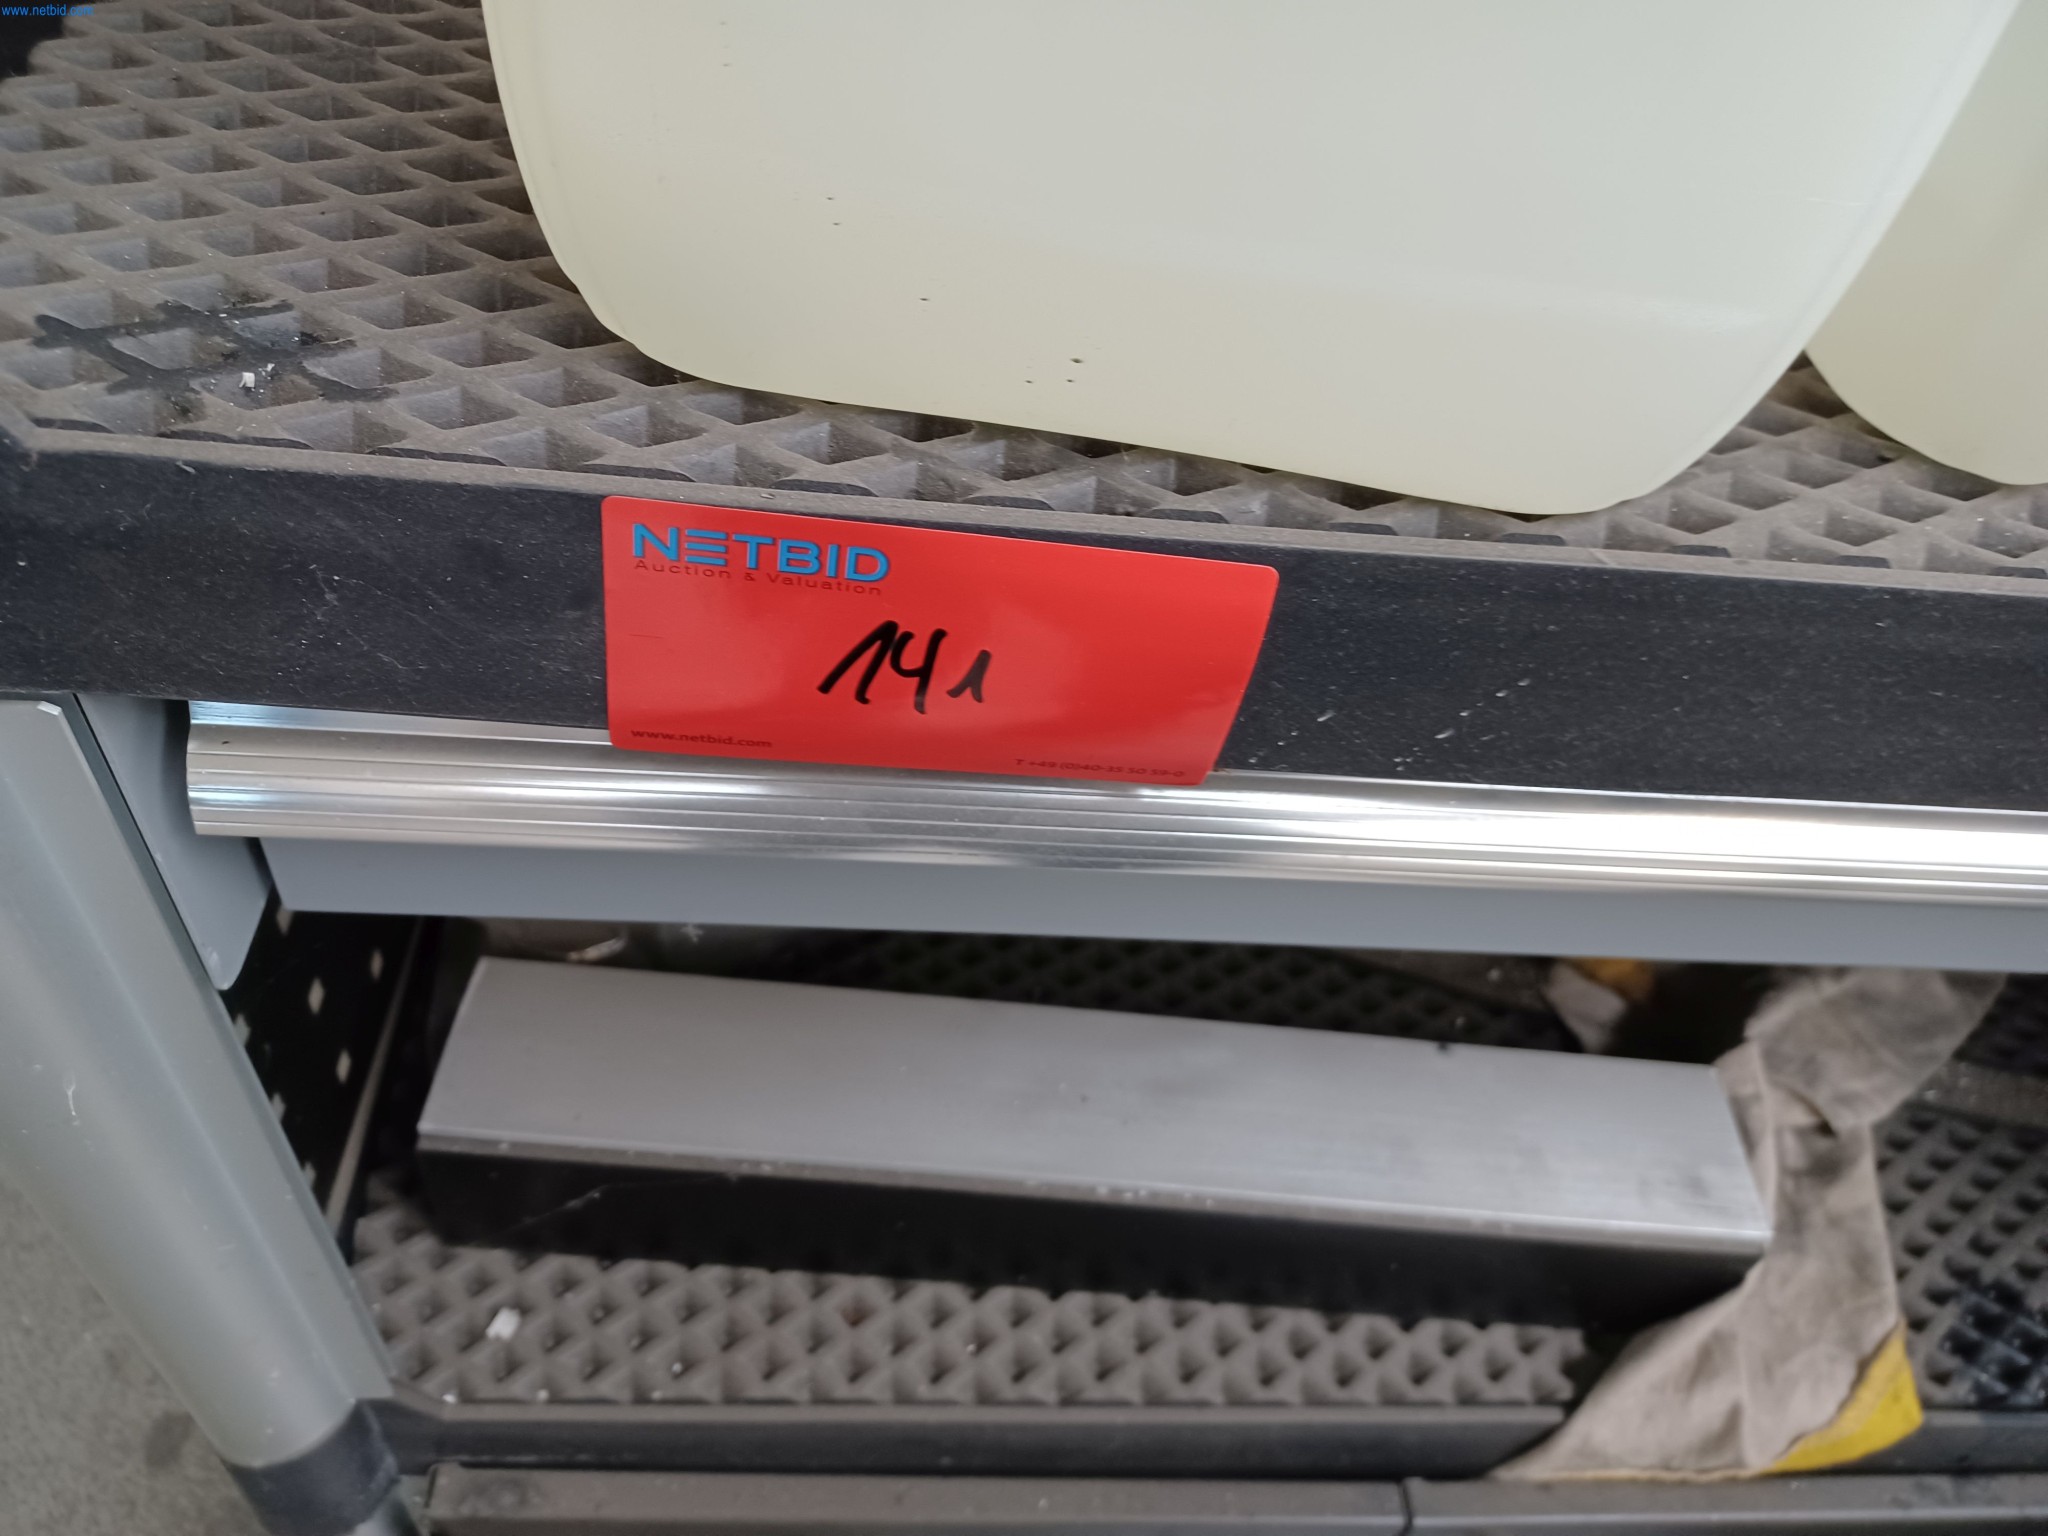 www.netbid.com
NETBID
Auction & Valuation
141
www.netbid.com
T +49 (0)40-35 50 59-0